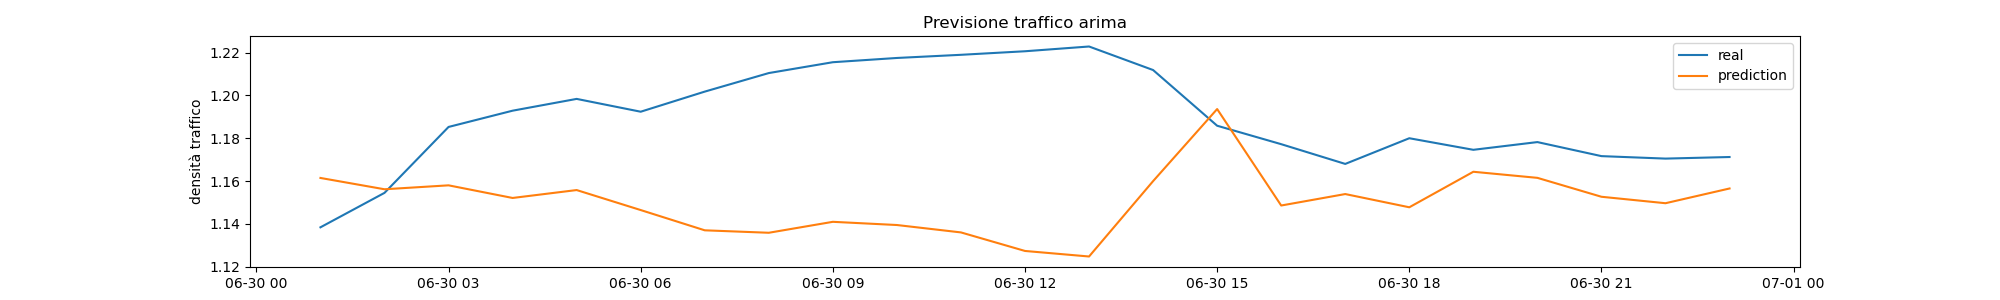 Previsione traffico arima
densità traffico
1.22
1.20
1.18
1.16
1.14
1.12
real
prediction
06-30 00 06-30 03 06-30 06 06-30 09 06-30 12 06-30 15 06-30 18 06-30 21 07-01 00